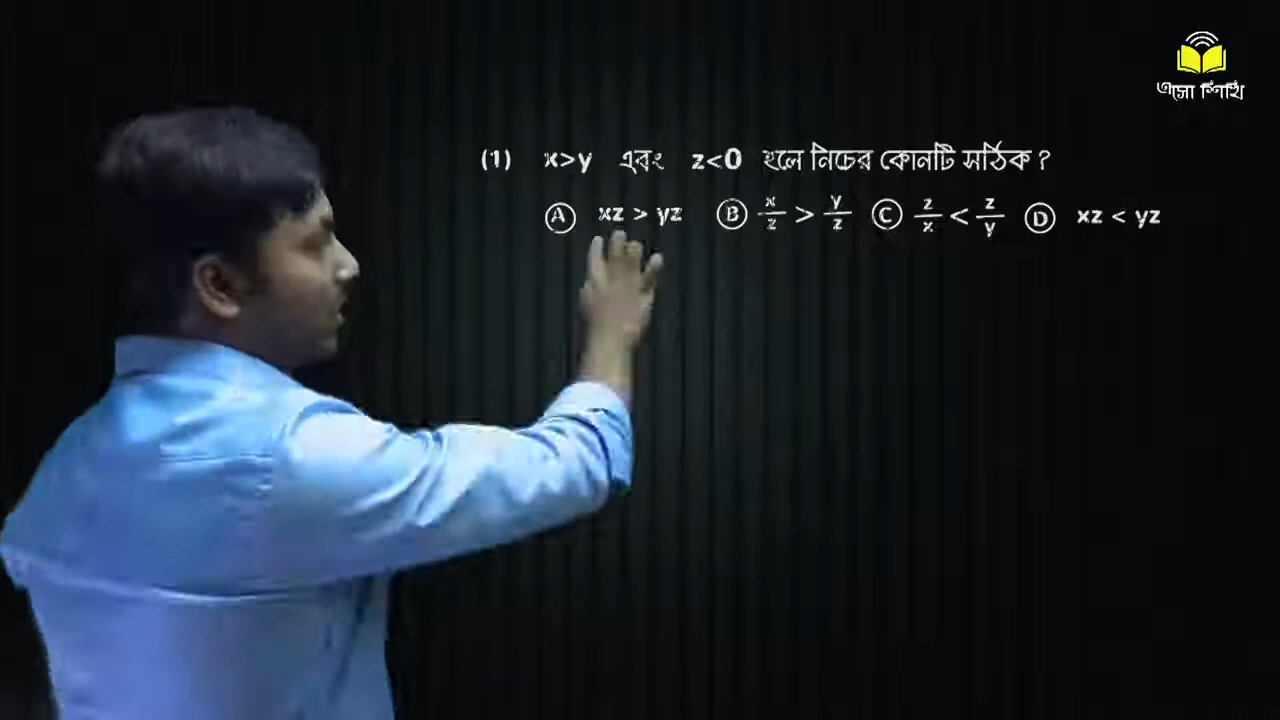 এসো শিখি
(1) x>y এবং z<0 হলে নিচের কোনটি সঠিক ?
A xz > yz B x/z > y/z C z/x < z/y D xz < yz